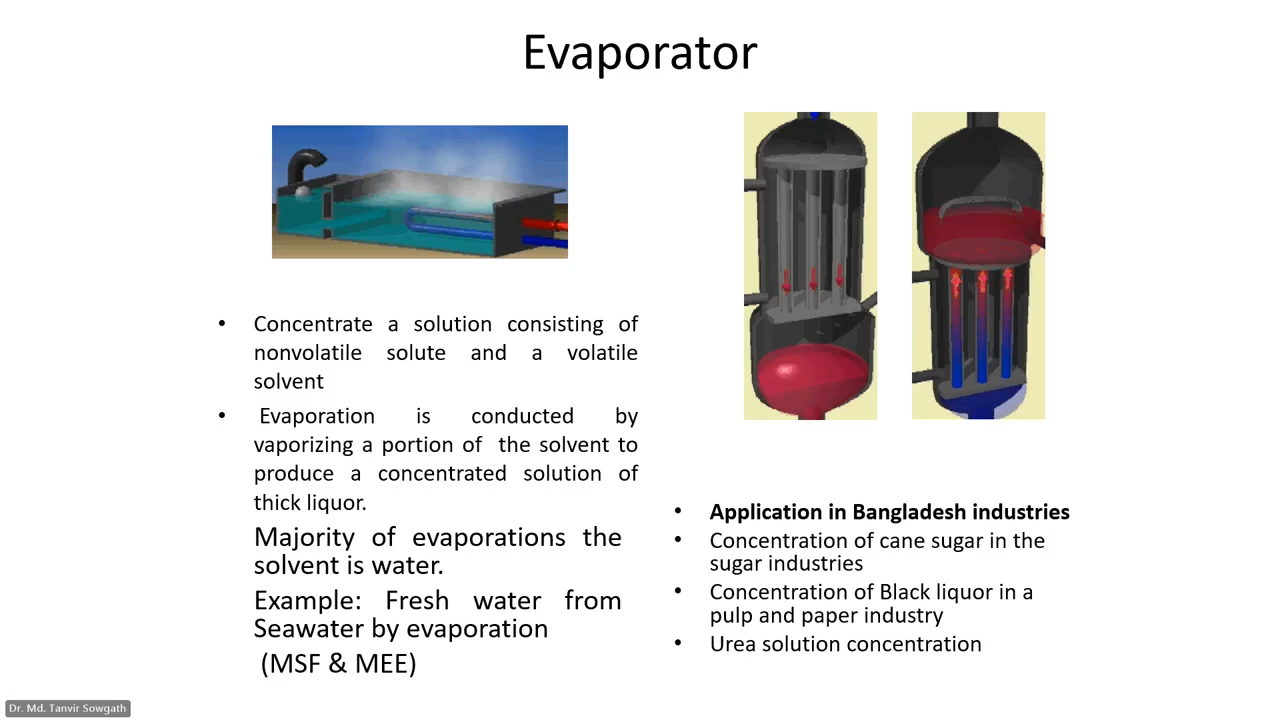 Evaporator
• Concentrate a solution consisting of
nonvolatile solute and a volatile
solvent
• Evaporation is conducted by
vaporizing a portion of the solvent to
produce a concentrated solution of
thick liquor.
Majority of evaporations the
solvent is water.
Example: Fresh water from
Seawater by evaporation
(MSF & MEE)
• Application in Bangladesh industries
• Concentration of cane sugar in the
sugar industries
• Concentration of Black liquor in a
pulp and paper industry
• Urea solution concentration
Dr. Md. Tanvir Sowgath